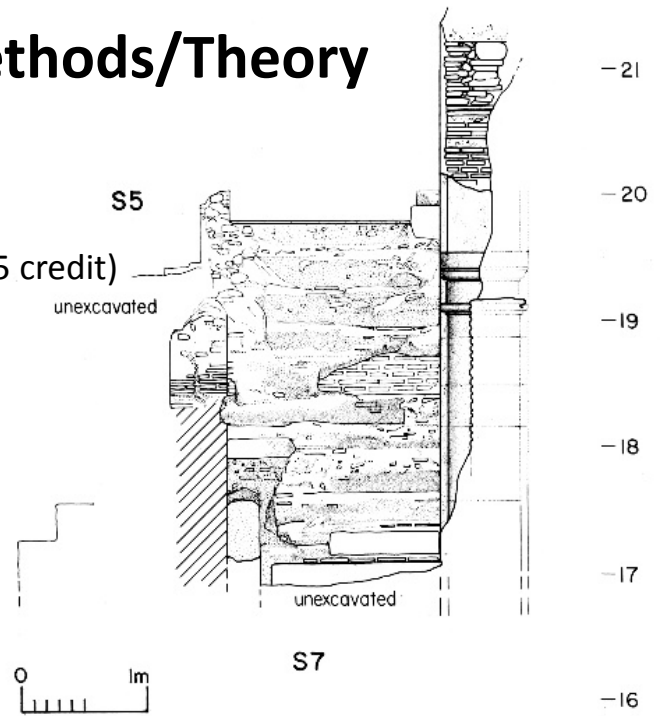 ethods/Theory
-21
-20
S5
5 credit)
unexcavated
-19
-18
-17
unexcavated
S7
0 1m
-16